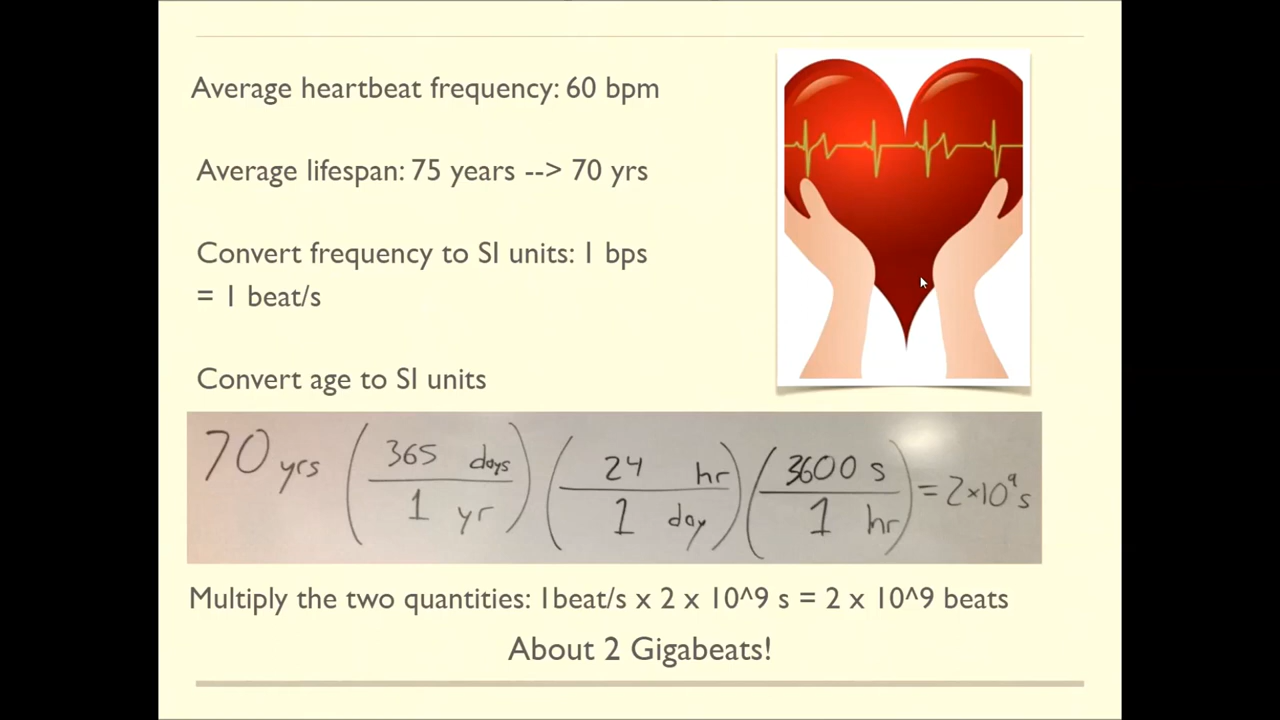 Average heartbeat frequency: 60 bpm
Average lifespan: 75 years --> 70 yrs
Convert frequency to SI units: 1 bps
= 1 beat/s
Convert age to SI units
70 yrs (365 days / 1 yr) (24 hr / 1 day) (3600 s / 1 hr) = 2×10⁹ s
Multiply the two quantities: 1beat/s x 2 x 10^9 s = 2 x 10^9 beats
About 2 Gigabeats!